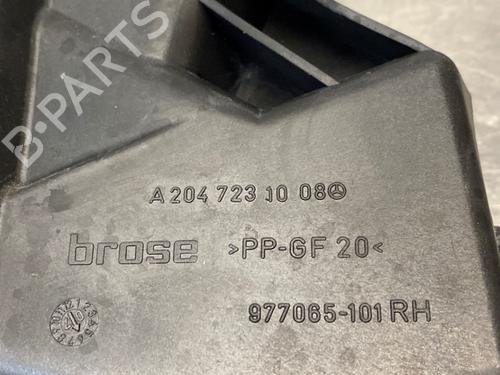 A 204 723 10 08
brose >PP-GF 20<
977065-101 RH
B-PARTS